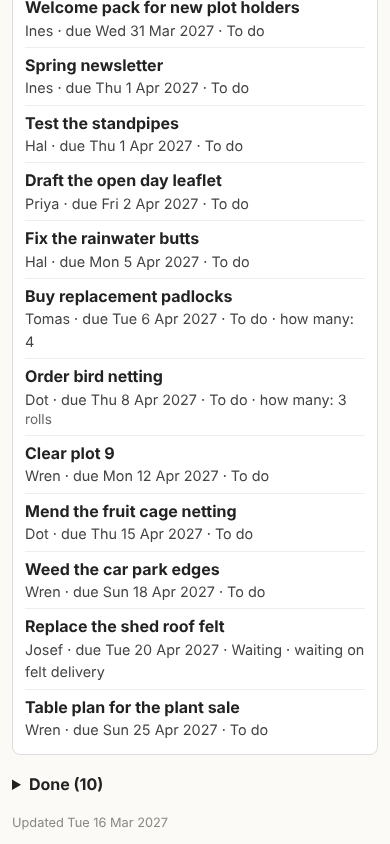 Welcome pack for new plot holders
Ines · due Wed 31 Mar 2027 · To do
Spring newsletter
Ines · due Thu 1 Apr 2027 · To do
Test the standpipes
Hal · due Thu 1 Apr 2027 · To do
Draft the open day leaflet
Priya · due Fri 2 Apr 2027 · To do
Fix the rainwater butts
Hal · due Mon 5 Apr 2027 · To do
Buy replacement padlocks
Tomas · due Tue 6 Apr 2027 · To do · how many:
4
Order bird netting
Dot · due Thu 8 Apr 2027 · To do · how many: 3
rolls
Clear plot 9
Wren · due Mon 12 Apr 2027 · To do
Mend the fruit cage netting
Dot · due Thu 15 Apr 2027 · To do
Weed the car park edges
Wren · due Sun 18 Apr 2027 · To do
Replace the shed roof felt
Josef · due Tue 20 Apr 2027 · Waiting · waiting on
felt delivery
Table plan for the plant sale
Wren · due Sun 25 Apr 2027 · To do
Done (10)
Updated Tue 16 Mar 2027